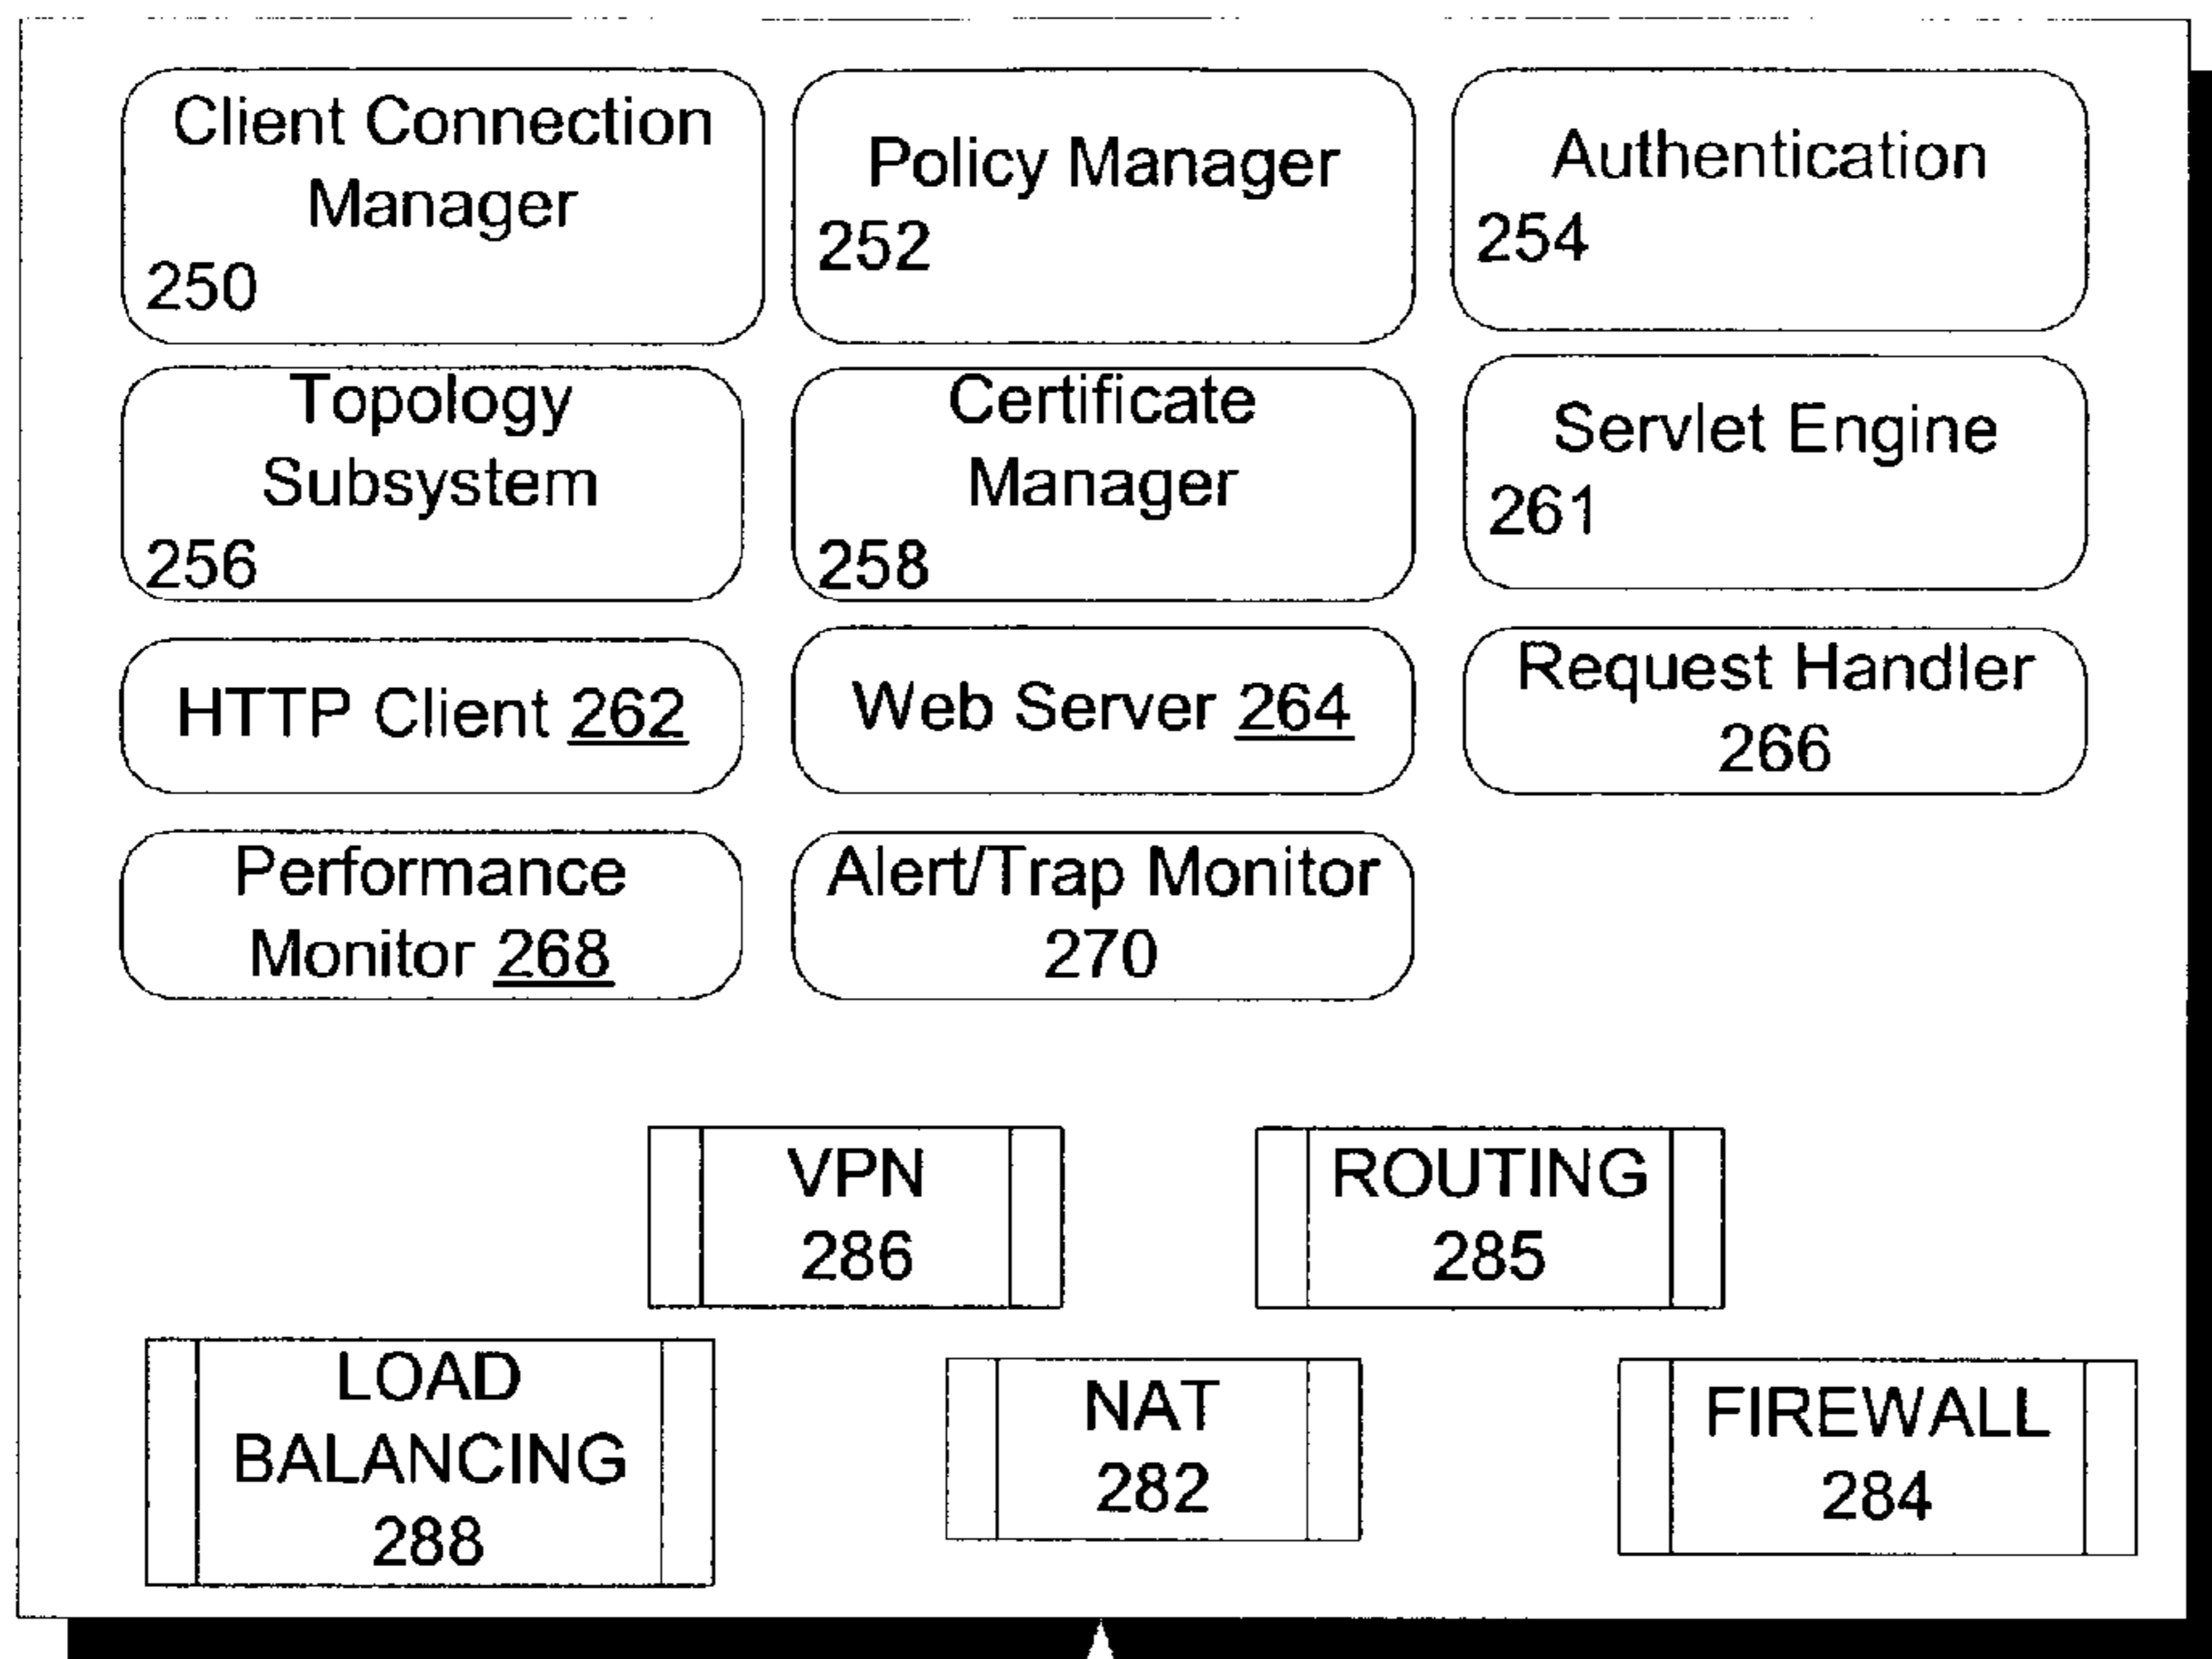 Client Connection
Manager
250
Policy Manager
252
Authentication
254
Topology
Subsystem
256
Certificate
Manager
258
Servlet Engine
261
HTTP Client 262
Web Server 264
Request Handler
266
Performance
Monitor 268
Alert/Trap Monitor
270
VPN
286
ROUTING
285
LOAD
BALANCING
288
NAT
282
FIREWALL
284